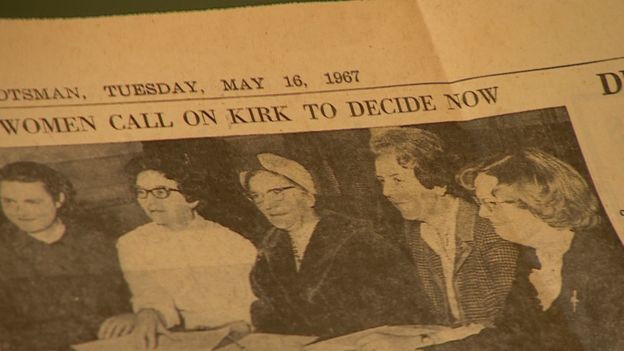 OTSMAN, TUESDAY, MAY 16, 1967
WOMEN CALL ON KIRK TO DECIDE NOW